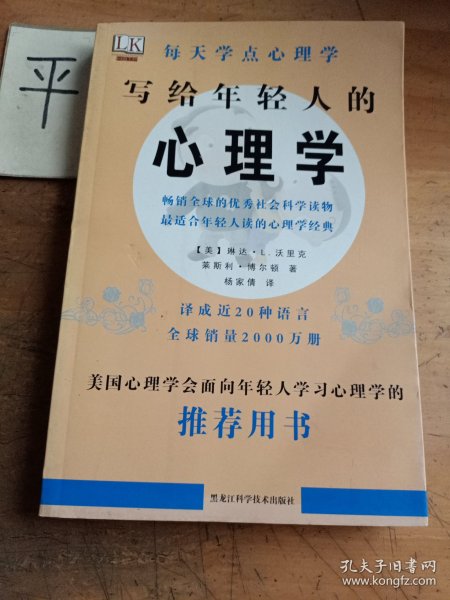 平
LK
每天学点心理学
写给年轻人的
心理学
畅销全球的优秀社会科学读物
最适合年轻人读的心理学经典
【美】琳达·L.沃里克
莱斯利·博尔顿 著
杨家倩 译
译成近20种语言
全球销量2000万册
美国心理学会面向年轻人学习心理学的
推荐用书
黑龙江科学技术出版社
孔夫子旧书网
www.kongfz.com